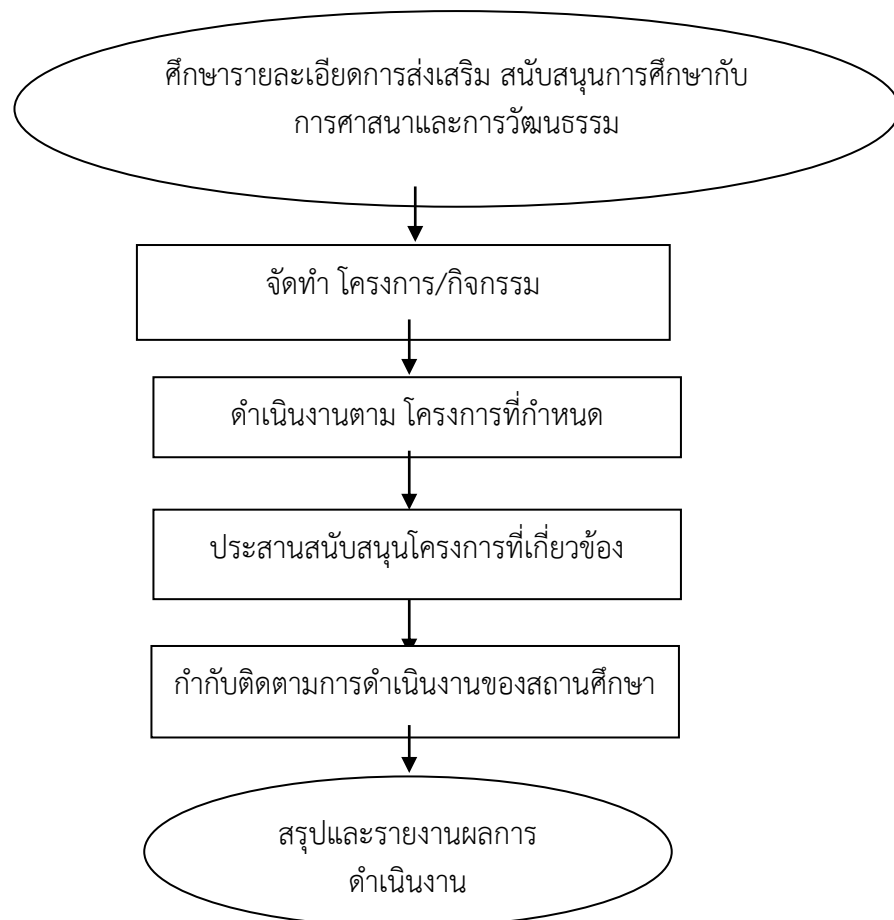 ศึกษารายละเอียดการส่งเสริม สนับสนุนการศึกษากับ
การศาสนาและการวัฒนธรรม
จัดทำ โครงการ/กิจกรรม
ดำเนินงานตาม โครงการที่กำหนด
ประสานสนับสนุนโครงการที่เกี่ยวข้อง
กำกับติดตามการดำเนินงานของสถานศึกษา
สรุปและรายงานผลการ
ดำเนินงาน